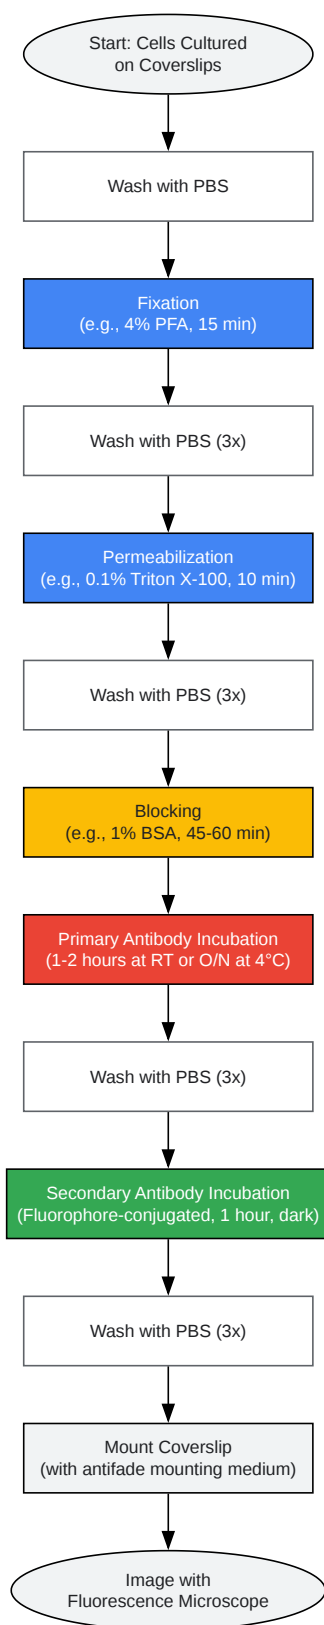 Start: Cells Cultured
on Coverslips
Wash with PBS
Fixation
(e.g., 4% PFA, 15 min)
Wash with PBS (3x)
Permeabilization
(e.g., 0.1% Triton X-100, 10 min)
Wash with PBS (3x)
Blocking
(e.g., 1% BSA, 45-60 min)
Primary Antibody Incubation
(1-2 hours at RT or O/N at 4°C)
Wash with PBS (3x)
Secondary Antibody Incubation
(Fluorophore-conjugated, 1 hour, dark)
Wash with PBS (3x)
Mount Coverslip
(with antifade mounting medium)
Image with
Fluorescence Microscope